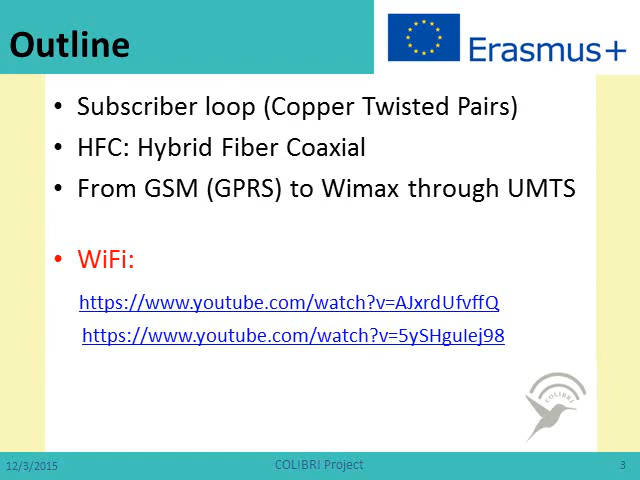 Outline
Erasmus+
• Subscriber loop (Copper Twisted Pairs)
• HFC: Hybrid Fiber Coaxial
• From GSM (GPRS) to Wimax through UMTS
• WiFi:
https://www.youtube.com/watch?v=AJxrdUfvffQ
https://www.youtube.com/watch?v=5ySHguIej98
COLIBRI
12/3/2015
COLIBRI Project
3